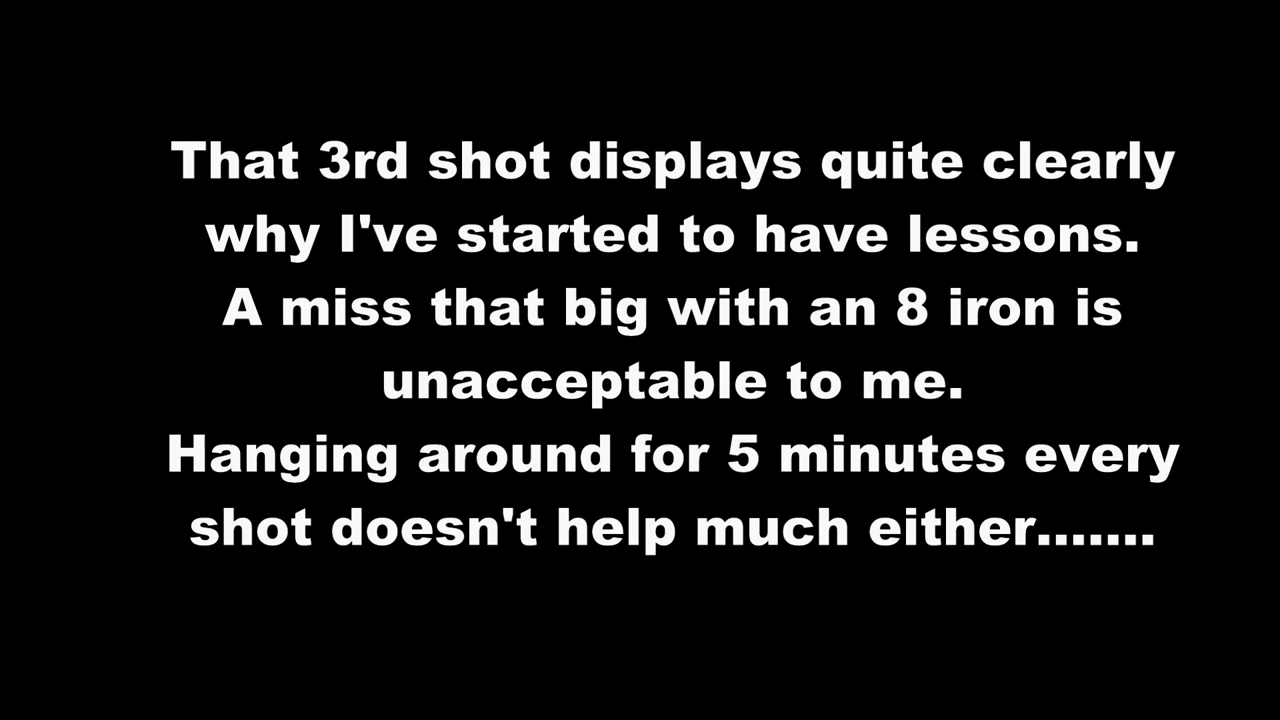 That 3rd shot displays quite clearly
why I've started to have lessons.
A miss that big with an 8 iron is
unacceptable to me.
Hanging around for 5 minutes every
shot doesn't help much either.......